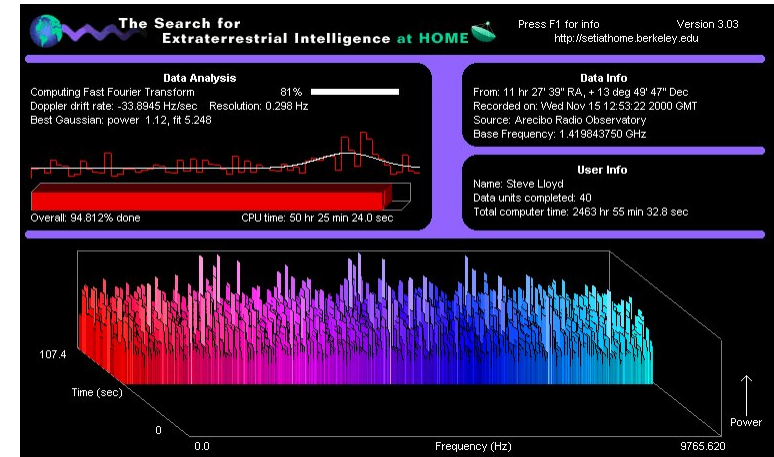 The Search for
Extraterrestrial Intelligence at HOME
Press F1 for info
Version 3.03
http://setiathome.berkeley.edu
Data Analysis
Computing Fast Fourier Transform 81%
Doppler drift rate: -33.8945 Hz/sec Resolution: 0.298 Hz
Best Gaussian: power 1.12, fit 5.248
Overall: 94.812% done CPU time: 50 hr 25 min 24.0 sec
Data Info
From: 11 hr 27' 39" RA, + 13 deg 49' 47" Dec
Recorded on: Wed Nov 15 12:53:22 2000 GMT
Source: Arecibo Radio Observatory
Base Frequency: 1.419843750 GHz
User Info
Name: Steve Lloyd
Data units completed: 40
Total computer time: 2463 hr 55 min 32.8 sec
107.4
Time (sec)
0
0.0
Frequency (Hz)
9765.620
Power